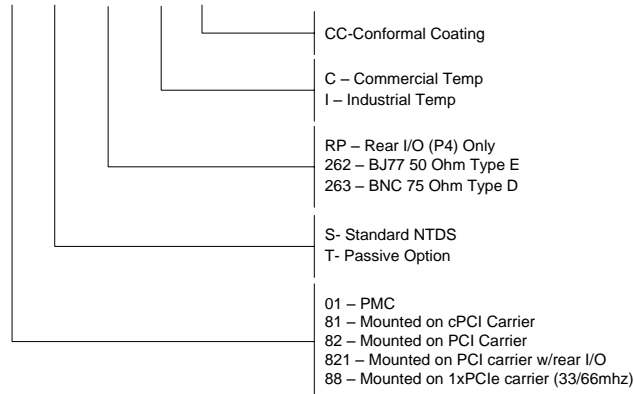 CC-Conformal Coating
C – Commercial Temp
I – Industrial Temp
RP – Rear I/O (P4) Only
262 – BJ77 50 Ohm Type E
263 – BNC 75 Ohm Type D
S- Standard NTDS
T- Passive Option
01 – PMC
81 – Mounted on cPCI Carrier
82 – Mounted on PCI Carrier
821 – Mounted on PCI carrier w/rear I/O
88 – Mounted on 1xPCIe carrier (33/66mhz)